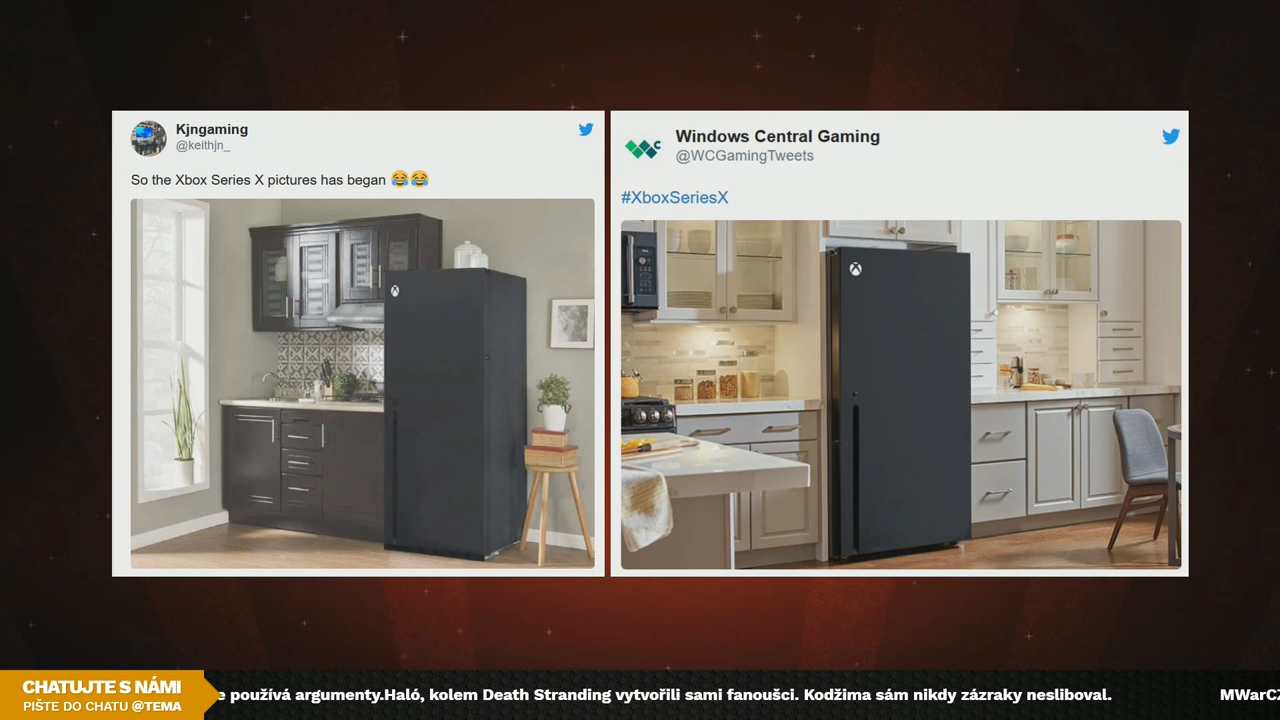 Kjngaming
@keithjn_
So the Xbox Series X pictures has began 😂😂
Windows Central Gaming
@WCGamingTweets
#XboxSeriesX
CHATUJTE S NÁMI
PIŠTE DO CHATU @TEMA
e používá argumenty.Haló, kolem Death Stranding vytvořili sami fanoušci. Kodžima sám nikdy zázraky nesliboval.
MWarCZ